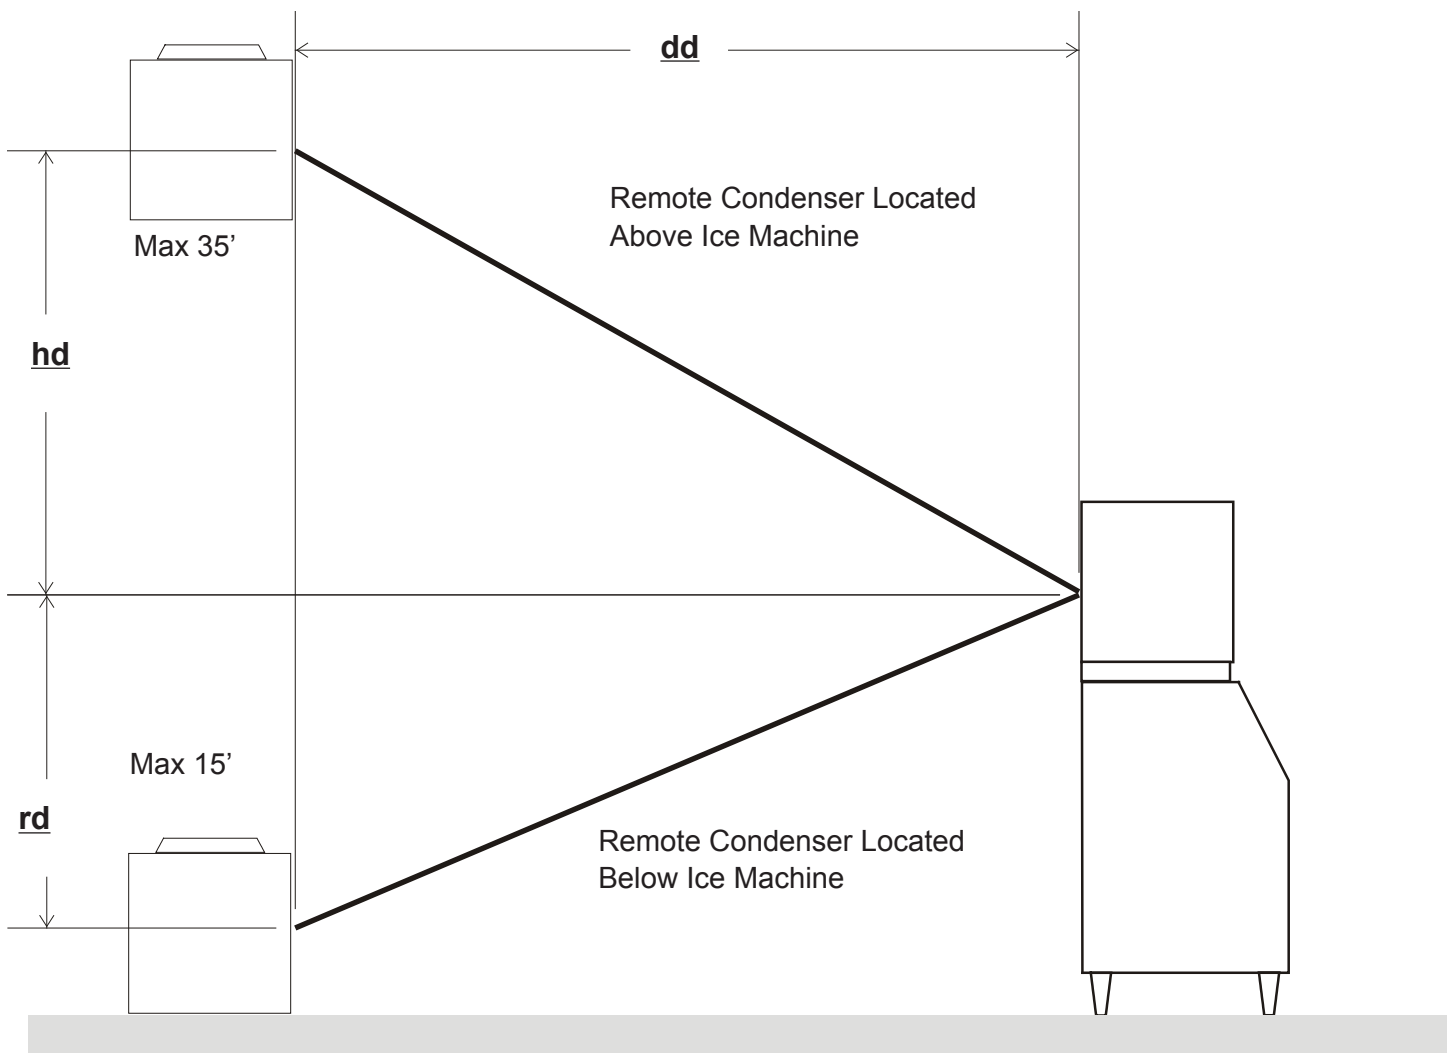 dd
Remote Condenser Located
Above Ice Machine
Max 35’
hd
Max 15’
rd
Remote Condenser Located
Below Ice Machine